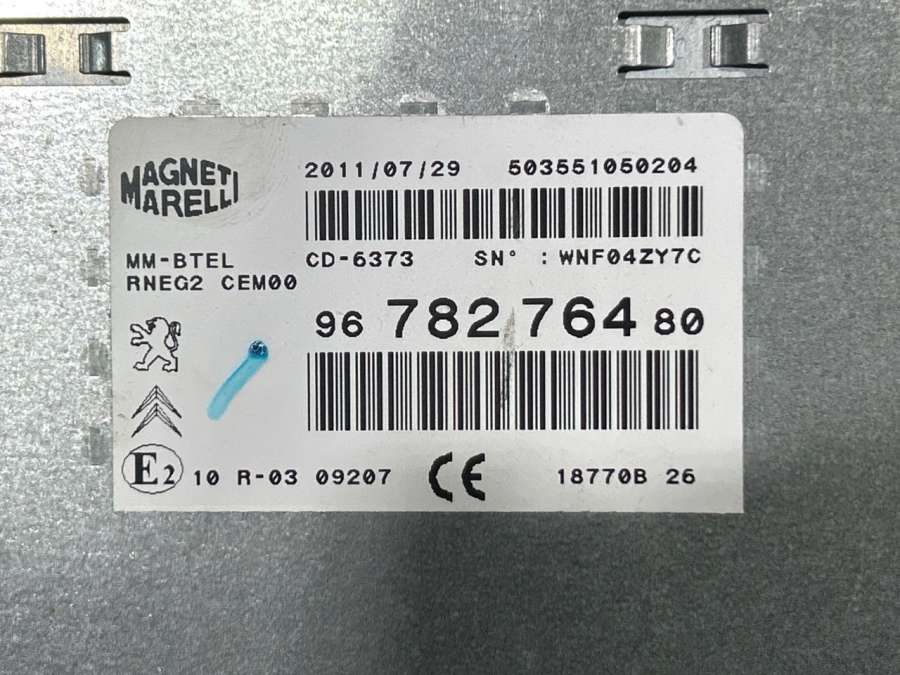 MAGNETI
MARELLI
2011/07/29 503551050204
MM-BTEL
RNEG2 CEM00
CD-6373 SN° : WNF04ZY7C
96 782 764 80
E2 10 R-03 09207 CE 18770B 26